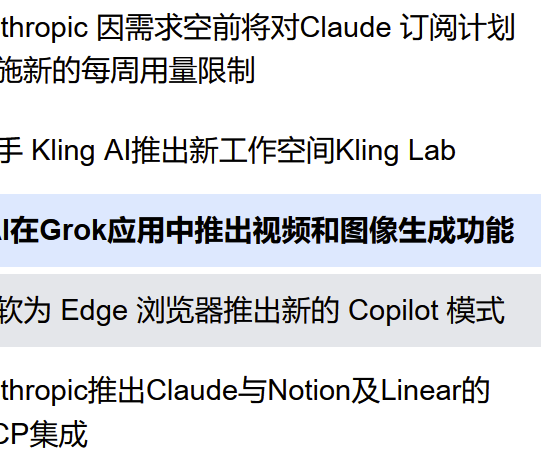 thropic 因需求空前将对Claude 订阅计划
施新的每周用量限制
手 Kling AI推出新工作空间Kling Lab
AI在Grok应用中推出视频和图像生成功能
软为 Edge 浏览器推出新的 Copilot 模式
thropic推出Claude与Notion及Linear的
CP集成